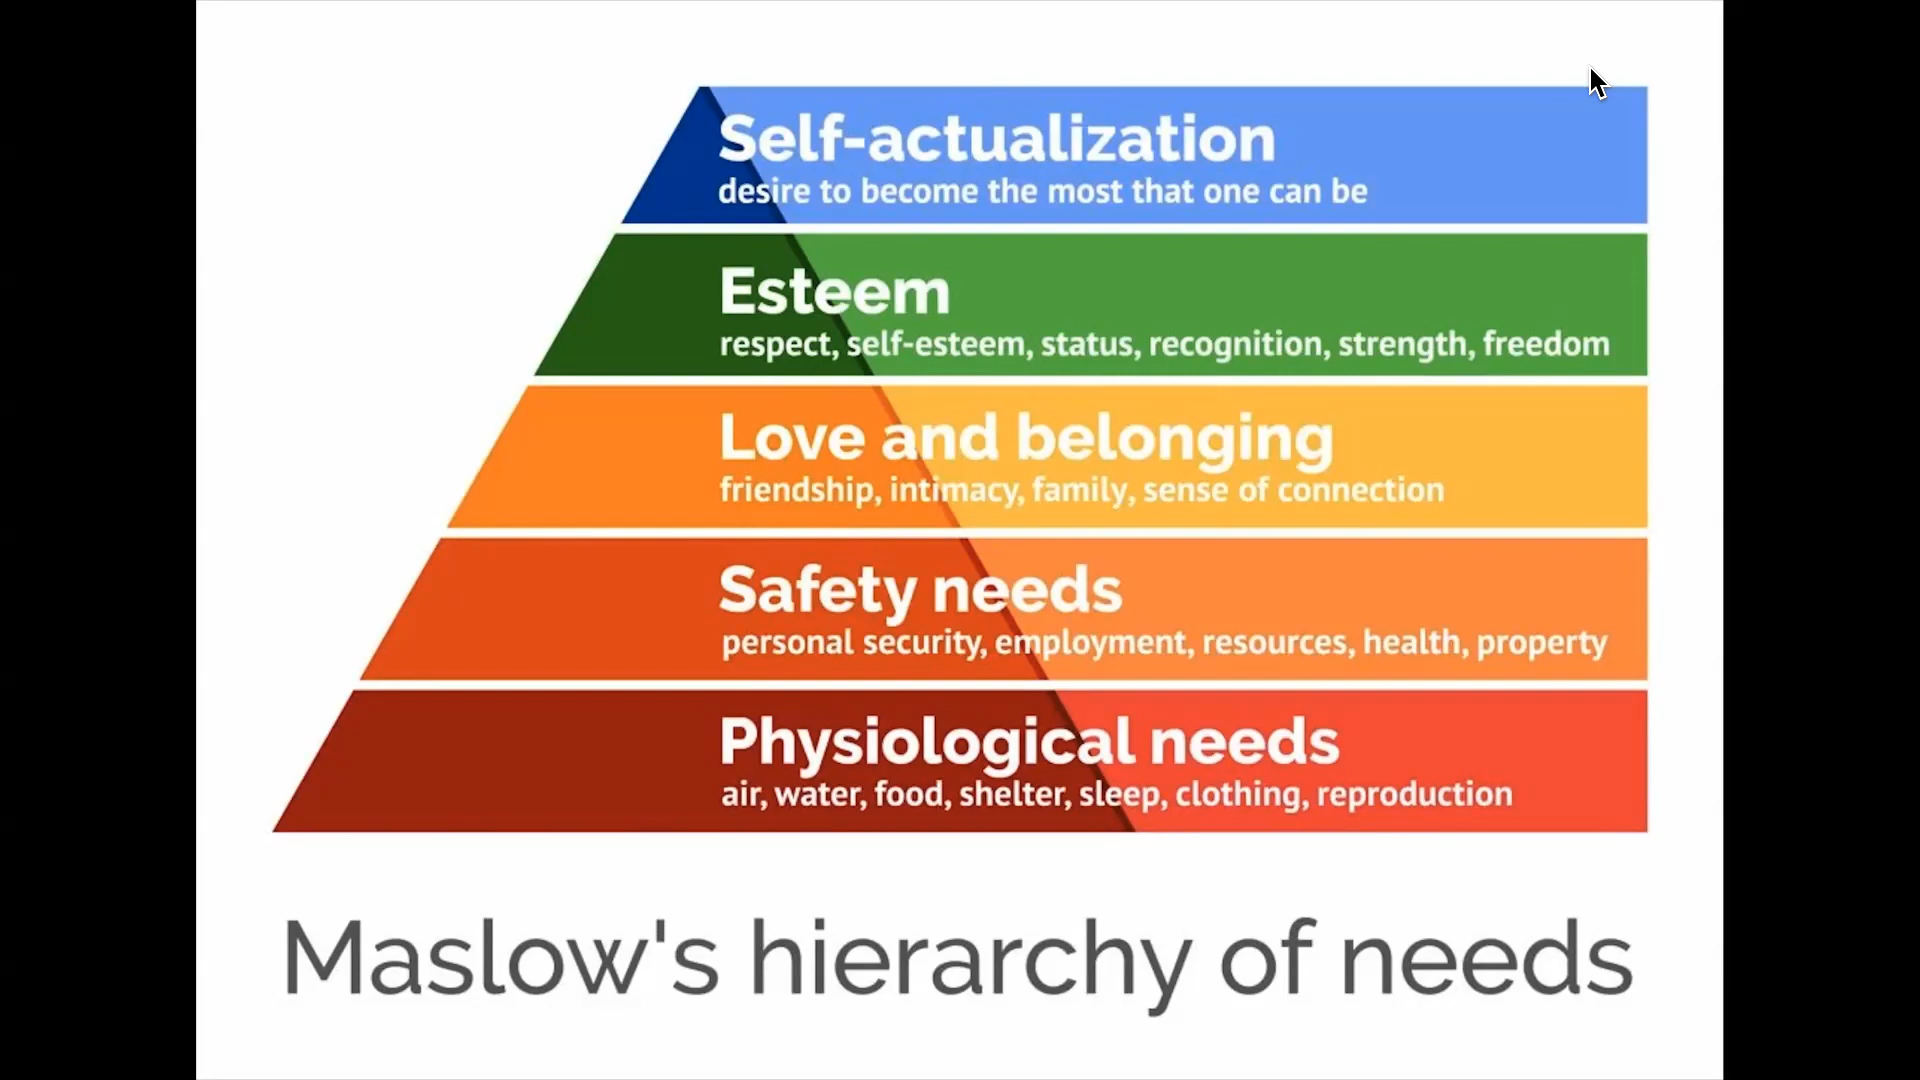 Self-actualization
desire to become the most that one can be
Esteem
respect, self-esteem, status, recognition, strength, freedom
Love and belonging
friendship, intimacy, family, sense of connection
Safety needs
personal security, employment, resources, health, property
Physiological needs
air, water, food, shelter, sleep, clothing, reproduction
Maslow's hierarchy of needs